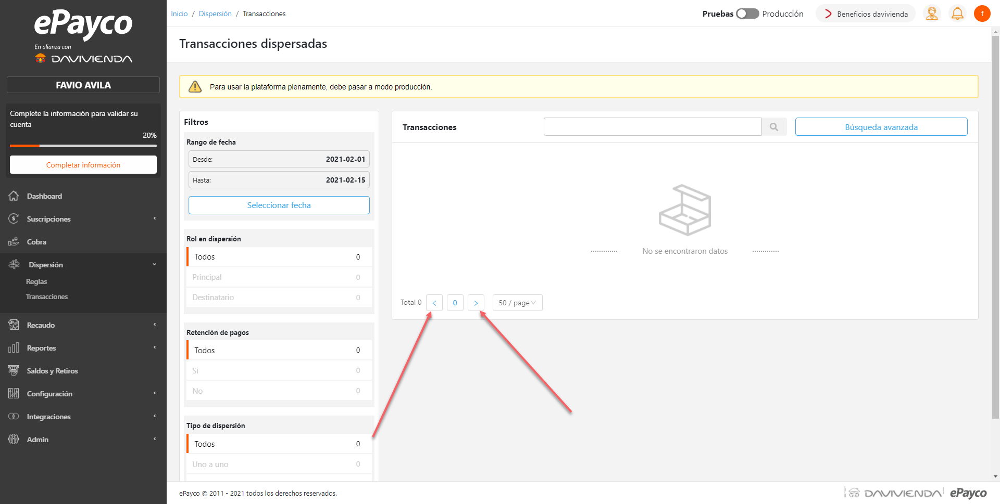 ePayco
En alianza con
DAVIVIENDA
FAVIO AVILA
Complete la información para validar su
cuenta
20%
Completar información
Dashboard
Suscripciones
Cobra
Dispersión
Reglas
Transacciones
Recaudo
Reportes
Saldos y Retiros
Configuración
Integraciones
Admin
Inicio / Dispersión / Transacciones
Pruebas Producción
Beneficios davivienda
f
Transacciones dispersadas
Para usar la plataforma plenamente, debe pasar a modo producción.
Filtros
Rango de fecha
Desde: 2021-02-01
Hasta: 2021-02-15
Seleccionar fecha
Rol en dispersión
Todos 0
Principal 0
Destinatario 0
Retención de pagos
Todos 0
Si 0
No 0
Tipo de dispersión
Todos 0
Uno a uno 0
Transacciones
Búsqueda avanzada
No se encontraron datos
Total 0 < 0 > 50 / page
ePayco © 2011 - 2021 todos los derechos reservados.
DAVIVIENDA ePayco